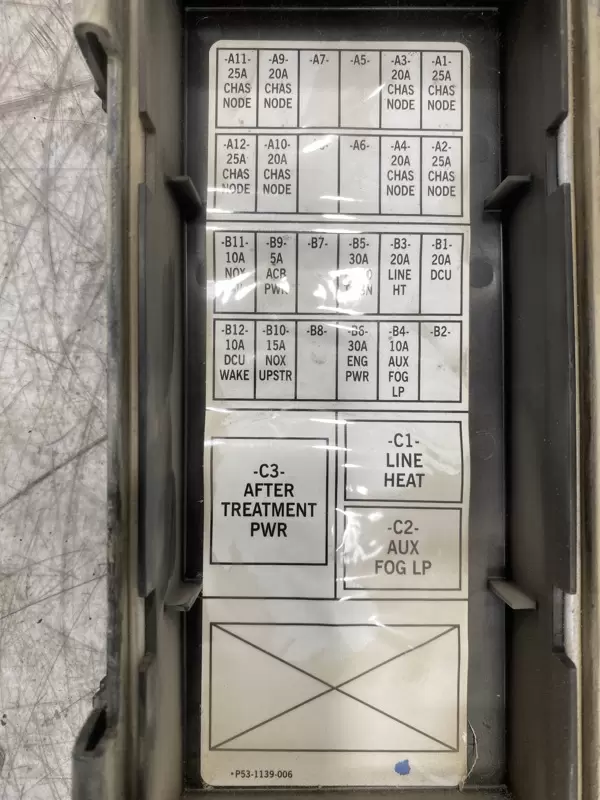 -A11- -A9- -A7- -A5- -A3- -A1-
25A 20A 20A 25A
CHAS CHAS CHAS CHAS
NODE NODE NODE NODE
-A12- -A10- -A6- -A4- -A2-
25A 20A 20A 25A
CHAS CHAS CHAS CHAS
NODE NODE NODE NODE
-B11- -B9- -B7- -B5- -B3- -B1-
10A 5A 30A 20A 20A
NOX ACB LINE DCU
PWR HT
-B12- -B10- -B8- -B6- -B4- -B2-
10A 15A 30A 10A
DCU NOX ENG AUX
WAKE UPSTR PWR FOG
LP
-C3-
AFTER
TREATMENT
PWR
-C1-
LINE
HEAT
-C2-
AUX
FOG LP
P53-1139-006